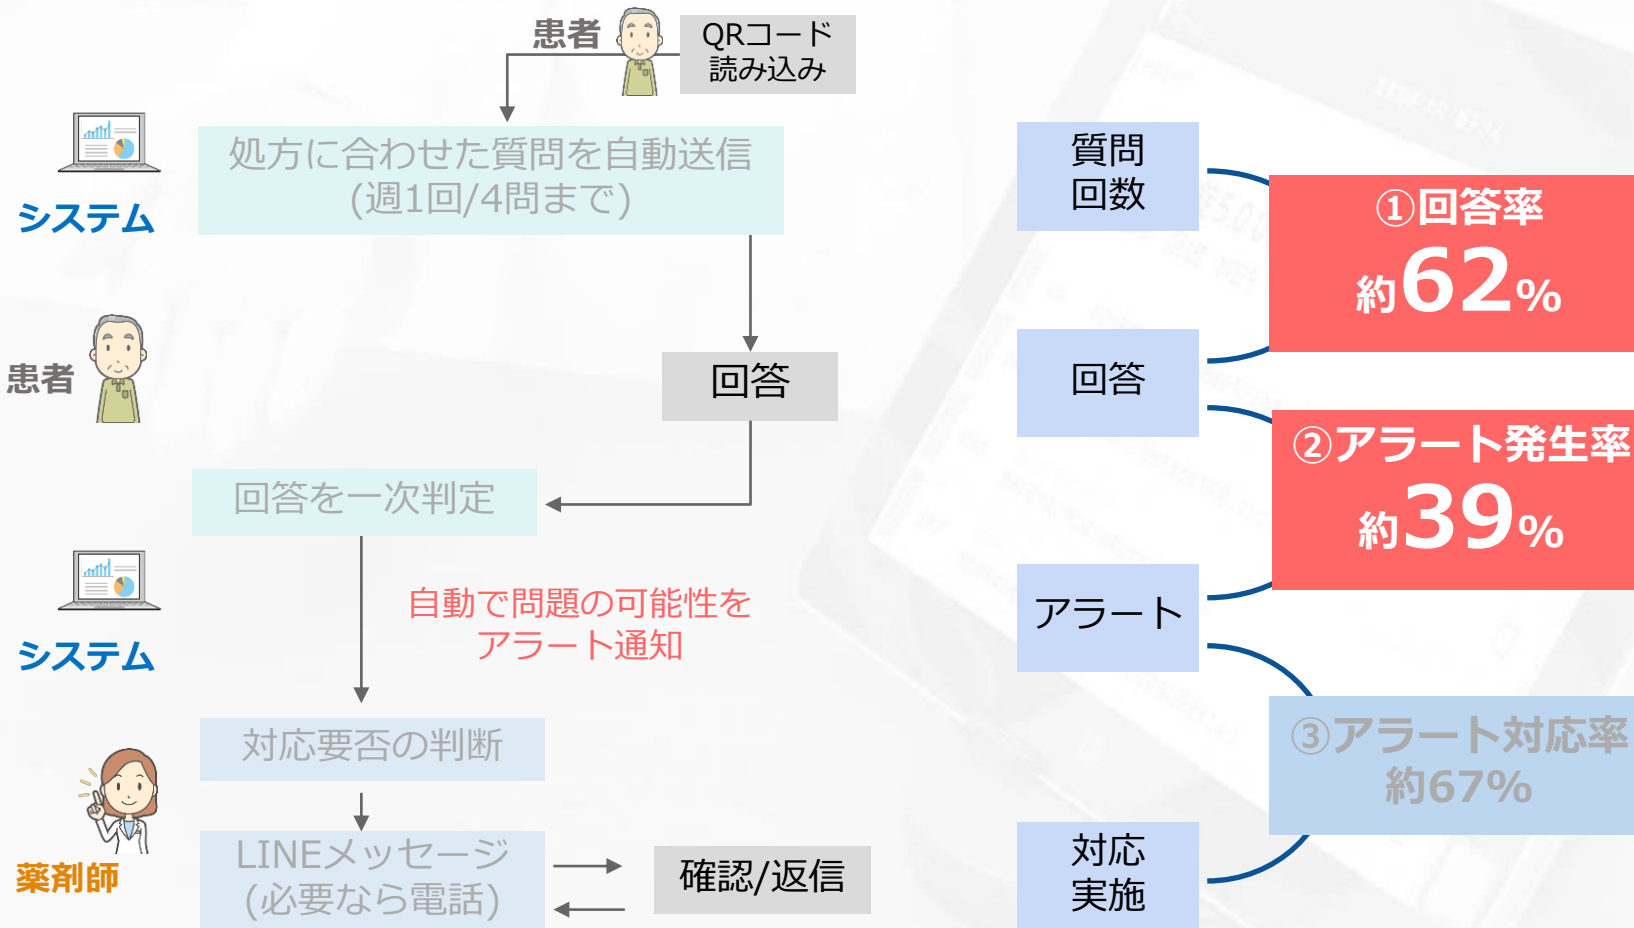 患者
QRコード
読み込み
システム
処方に合わせた質問を自動送信
(週1回/4問まで)
患者
回答
回答を一次判定
システム
自動で問題の可能性を
アラート通知
対応要否の判断
薬剤師
LINEメッセージ
(必要なら電話)
確認/返信
質問
回数
①回答率
約62%
回答
②アラート発生率
約39%
アラート
③アラート対応率
約67%
対応
実施